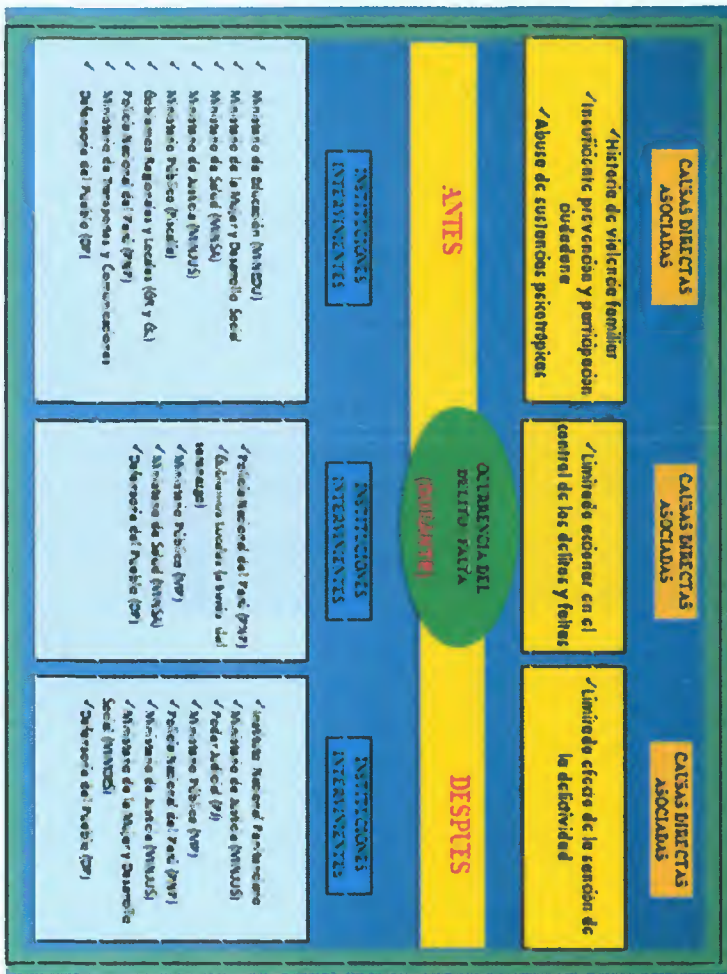 CAUSAS DIRECTAS
ASOCIADAS
✓Historia de violencia familiar
✓Insuficiente prevención y participación
ciudadana
✓Abuso de sustancias psicotrópicas
CAUSAS DIRECTAS
ASOCIADAS
✓Limitado accionar en el
control de los delitos y faltas
CAUSAS DIRECTAS
ASOCIADAS
✓Limitado efecto de la sanción de
la delictividad
ANTES
OCURRENCIA DEL
DELITO FALTA
(DURANTE)
DESPUES
INSTITUCIONES
INTERVINIENTES
✓ Ministerio de Educación (MINEDU)
✓ Ministerio de la Mujer y Desarrollo Social
✓ Ministerio de Salud (MINSA)
✓ Ministerio de Justicia (MINJUS)
✓ Ministerio Público (Fiscalía)
✓ Gobiernos Regionales y Locales (GR y GL)
✓ Policía Nacional del Perú (PNP)
✓ Ministerio de Transportes y Comunicaciones
✓ Defensoría del Pueblo (DP)
INSTITUCIONES
INTERVINIENTES
✓Policía Nacional del Perú (PNP)
✓Gobiernos Locales (a través del
serenazgo)
✓Ministerio Público (MP)
✓Ministerio de Salud (MINSA)
✓Defensoría del Pueblo (DP)
INSTITUCIONES
INTERVINIENTES
✓Instituto Nacional Penitenciario
✓Ministerio de Justicia (MINJUS)
✓Poder Judicial (PJ)
✓Ministerio Público (MP)
✓Policía Nacional del Perú (PNP)
✓Ministerio de Justicia (MINJUS)
✓Ministerio de la Mujer y Desarrollo
Social (MIMDES)
✓Defensoría del Pueblo (DP)